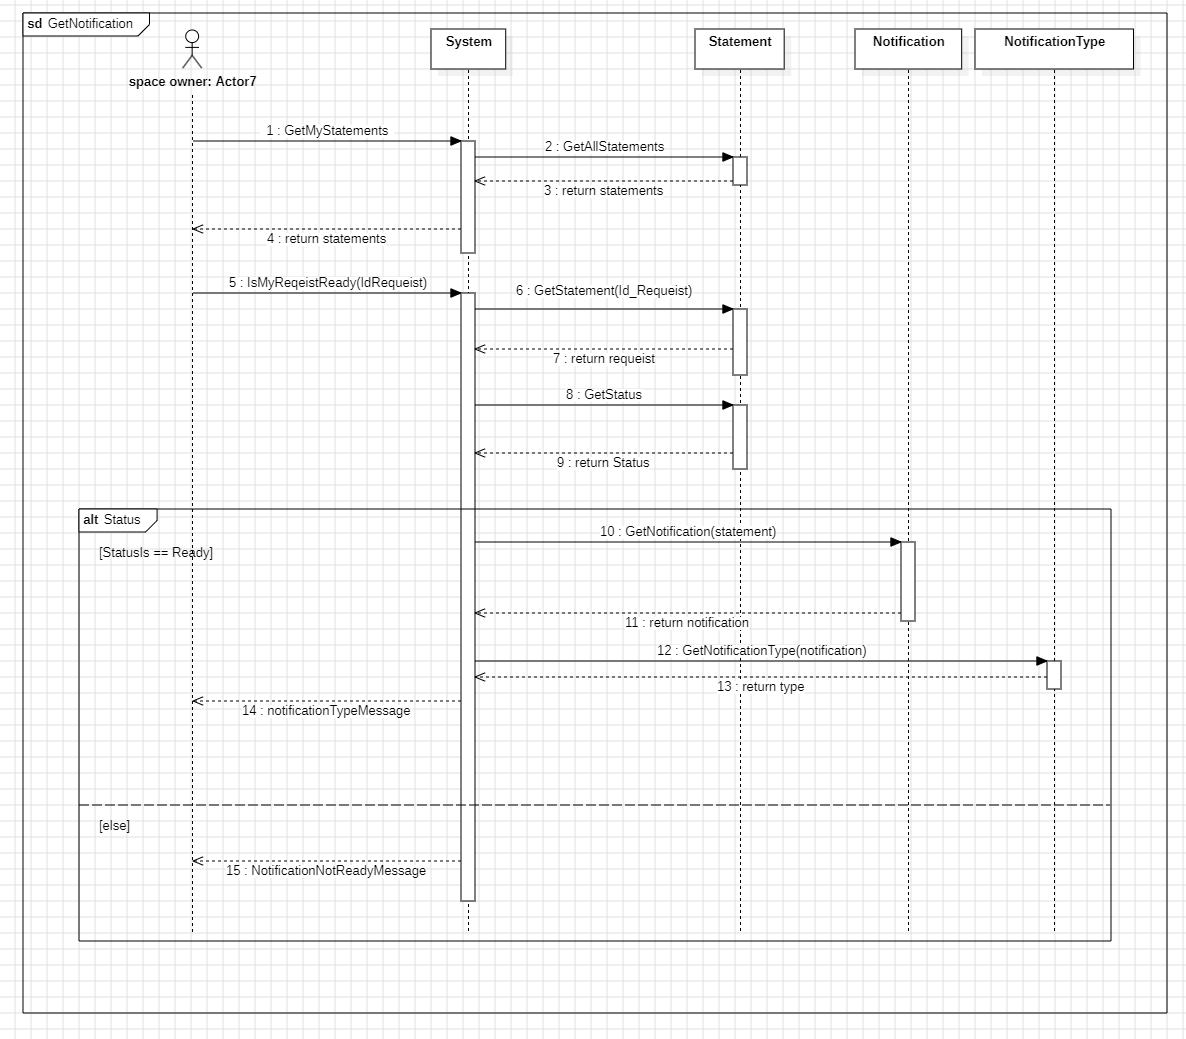 sd GetNotification
System
Statement
Notification
NotificationType
space owner: Actor7
1 : GetMyStatements
2 : GetAllStatements
3 : return statements
4 : return statements
5 : IsMyReqeistReady(IdRequeist)
6 : GetStatement(Id_Requeist)
7 : return requeist
8 : GetStatus
9 : return Status
alt Status
10 : GetNotification(statement)
[StatusIs == Ready]
11 : return notification
12 : GetNotificationType(notification)
13 : return type
14 : notificationTypeMessage
[else]
15 : NotificationNotReadyMessage